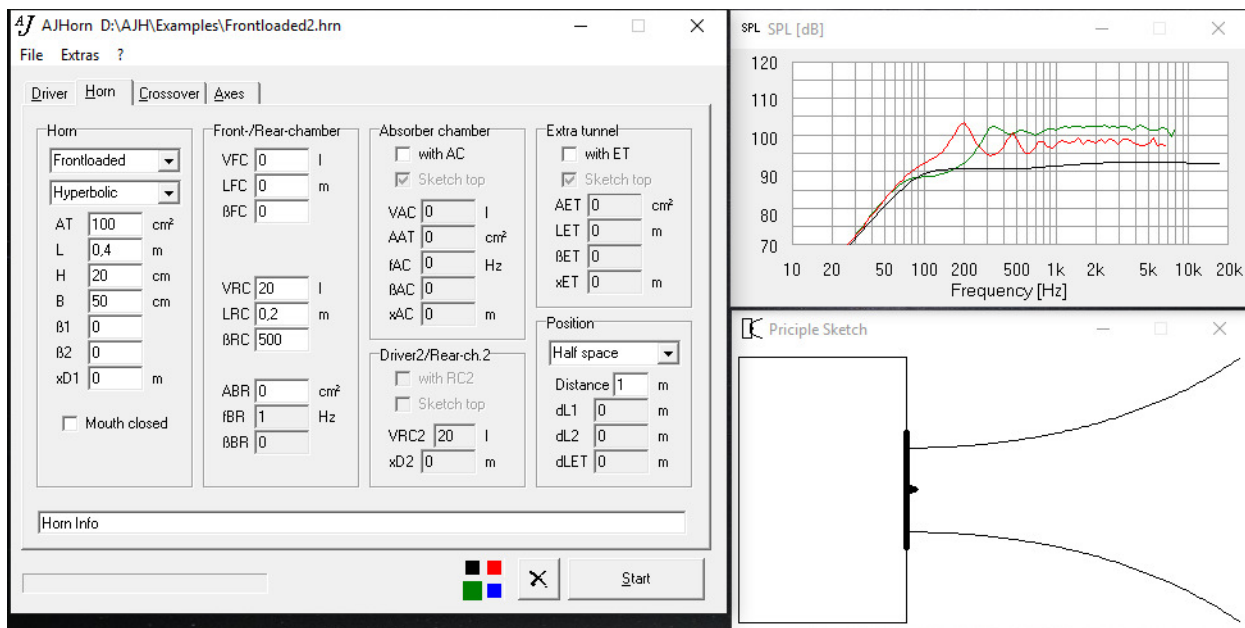 AJ AJHorn D:\AJH\Examples\Frontloaded2.hrn
File Extras ?
Driver Horn Crossover Axes
Horn
Frontloaded
Hyperbolic
AT 100 cm²
L 0,4 m
H 20 cm
B 50 cm
ß1 0
ß2 0
xD1 0 m
Mouth closed
Front-/Rear-chamber
VFC 0 l
LFC 0 m
ßFC 0
VRC 20 l
LRC 0,2 m
ßRC 500
ABR 0 cm²
fBR 1 Hz
ßBR 0
Absorber chamber
with AC
Sketch top
VAC 0 l
AAT 0 cm²
fAC 0 Hz
ßAC 0
xAC 0 m
Driver2/Rear-ch.2
with RC2
Sketch top
VRC2 20 l
xD2 0 m
Extra tunnel
with ET
Sketch top
AET 0 cm²
LET 0 m
ßET 0
xET 0 m
Position
Half space
Distance 1 m
dL1 0 m
dL2 0 m
dLET 0 m
Horn Info
Start
SPL SPL [dB]
120
110
100
90
80
70
10 20 50 100 200 500 1k 2k 5k 10k 20k
Frequency [Hz]
Priciple Sketch